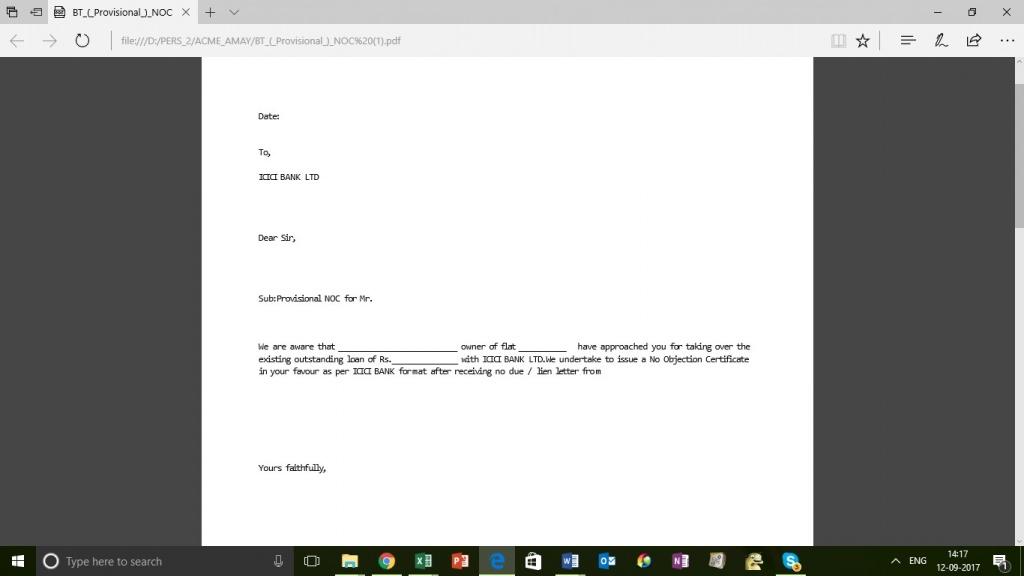 BT_(_Provisional_)_NOC
file:///D:/PERS_2/ACME_AMAY/BT_(_Provisional_)_NOC%20(1).pdf
Date:
To,
ICICI BANK LTD
Dear Sir,
Sub:Provisional NOC for Mr.
We are aware that ______________________ owner of flat _________ have approached you for taking over the
existing outstanding loan of Rs.____________ with ICICI BANK LTD.We undertake to issue a No Objection Certificate
in your favour as per ICICI BANK format after receiving no due / lien letter from
Yours faithfully,
Type here to search
ENG
14:17
12-09-2017
1